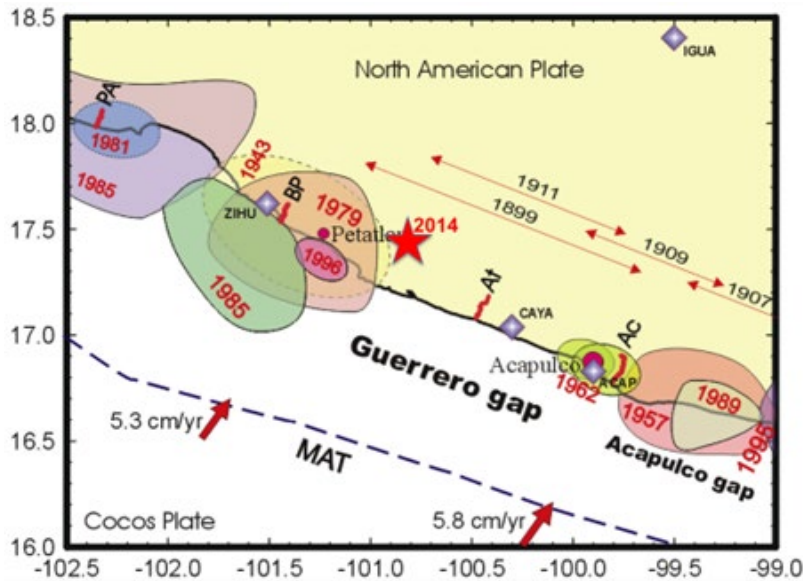 18.5
18.0
17.5
17.0
16.5
16.0
-102.5
-102.0
-101.5
-101.0
-100.5
-100.0
-99.5
-99.0
North American Plate
IGUA
PA
1981
1985
1943
ZIHU
BP
1979
Petatlan
2014
1996
1985
1911
1899
1909
1907
At
CAYA
Guerrero gap
Acapulco
AC
ACAP
1962
1957
1989
1995
Acapulco gap
5.3 cm/yr
MAT
5.8 cm/yr
Cocos Plate